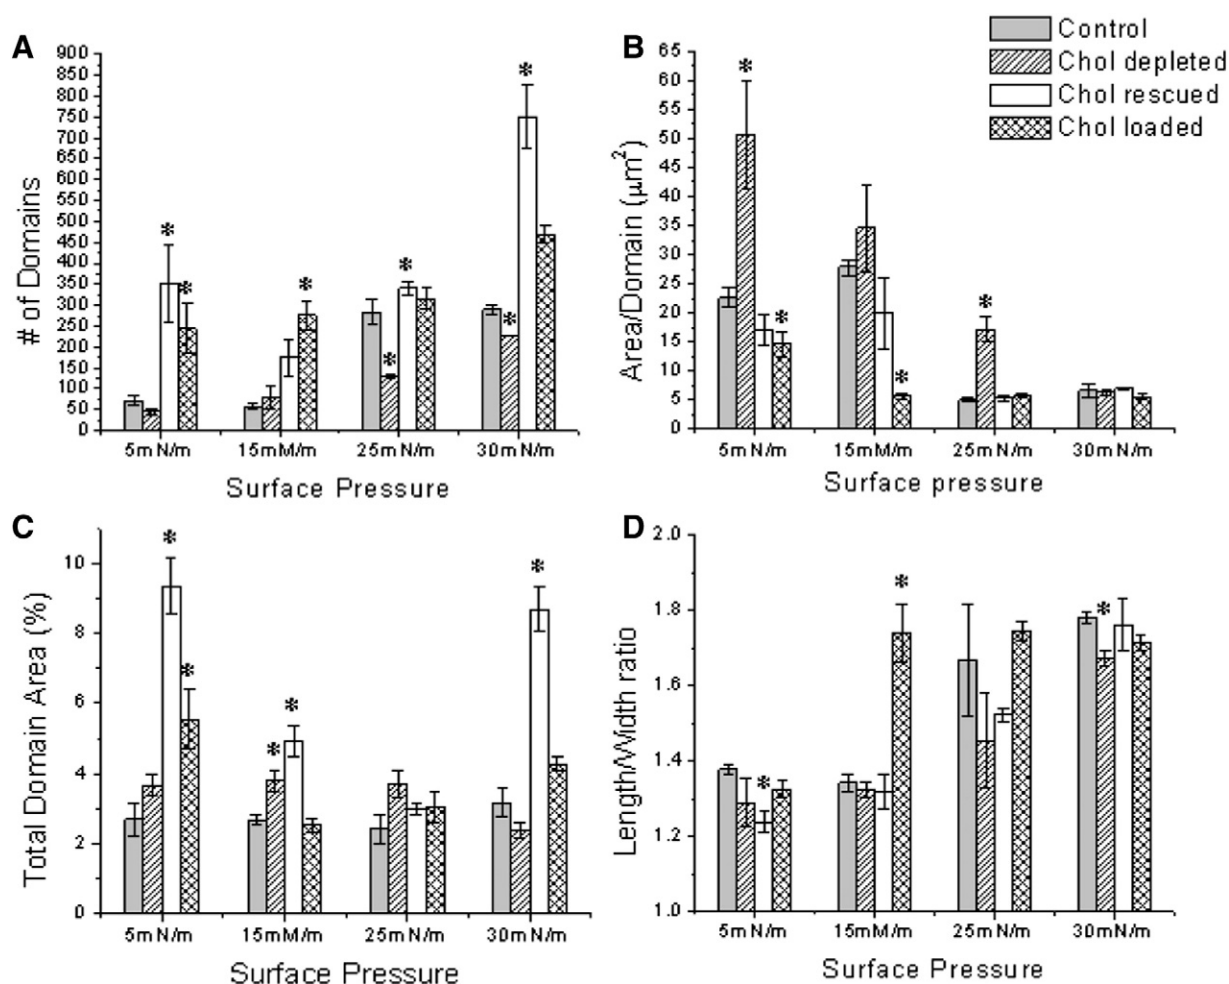 Control
Chol depleted
Chol rescued
Chol loaded
A
# of Domains
900
850
800
750
700
650
600
550
500
450
400
350
300
250
200
150
100
50
0
* * * * * * *
5mN/m 15mM/m 25mN/m 30mN/m
Surface Pressure
B
Area/Domain (μm²)
65
60
55
50
45
40
35
30
25
20
15
10
5
0
* * * *
5mN/m 15mM/m 25mN/m 30mN/m
Surface pressure
C
Total Domain Area (%)
10
8
6
4
2
0
* * * * *
5mN/m 15mM/m 25mN/m 30mN/m
Surface Pressure
D
Length/Width ratio
2.0
1.8
1.6
1.4
1.2
1.0
* * *
5mN/m 15mM/m 25mN/m 30mN/m
Surface Pressure